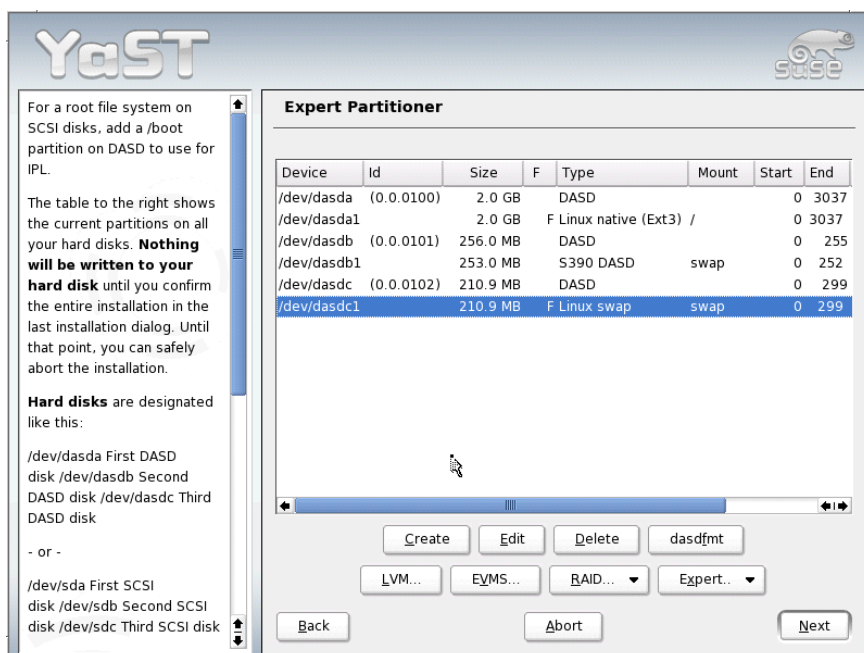 YaST
suse
For a root file system on
SCSI disks, add a /boot
partition on DASD to use for
IPL.
The table to the right shows
the current partitions on all
your hard disks. Nothing
will be written to your
hard disk until you confirm
the entire installation in the
last installation dialog. Until
that point, you can safely
abort the installation.
Hard disks are designated
like this:
/dev/dasda First DASD
disk /dev/dasdb Second
DASD disk /dev/dasdc Third
DASD disk
- or -
/dev/sda First SCSI
disk /dev/sdb Second SCSI
disk /dev/sdc Third SCSI disk
Expert Partitioner
Device Id Size F Type Mount Start End
/dev/dasda (0.0.0100) 2.0 GB DASD 0 3037
/dev/dasda1 2.0 GB F Linux native (Ext3) / 0 3037
/dev/dasdb (0.0.0101) 256.0 MB DASD 0 255
/dev/dasdb1 253.0 MB S390 DASD swap 0 252
/dev/dasdc (0.0.0102) 210.9 MB DASD 0 299
/dev/dasdc1 210.9 MB F Linux swap swap 0 299
Create Edit Delete dasdfmt
LVM... EVMS... RAID... Expert..
Back Abort Next